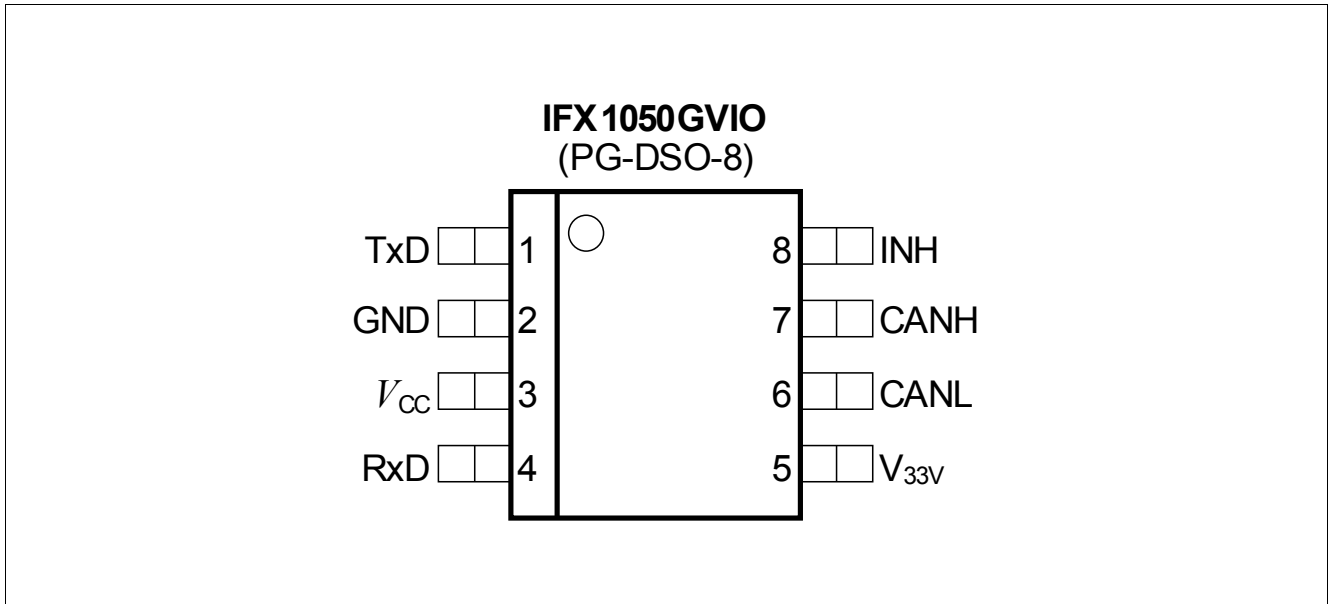 IFX1050GVIO
(PG-DSO-8)
TxD 1 8 INH
GND 2 7 CANH
VCC 3 6 CANL
RxD 4 5 V33V